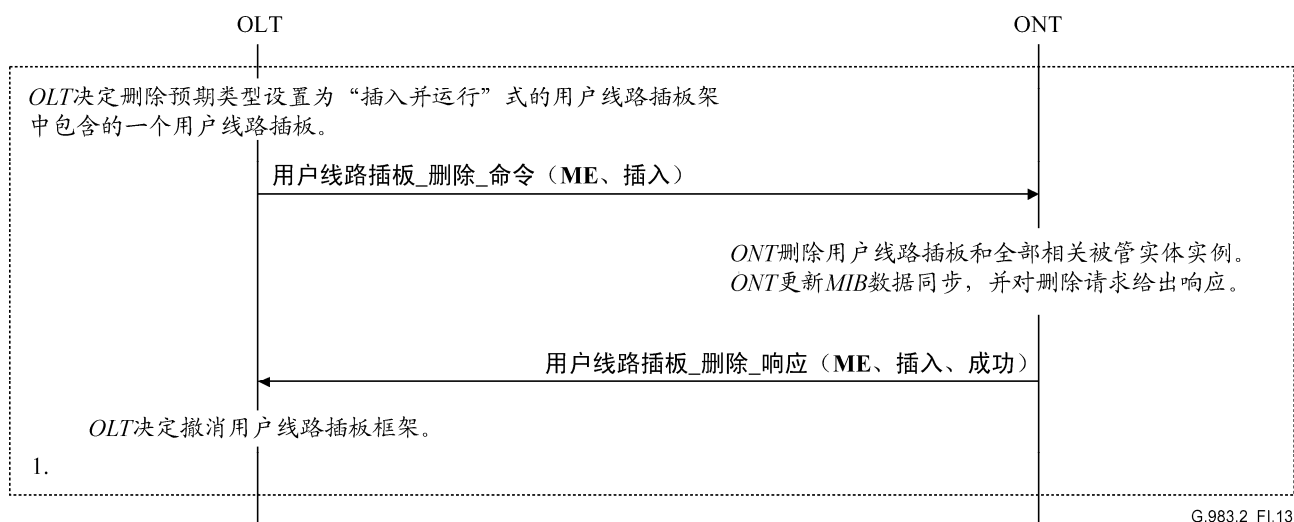 OLT
ONT
OLT决定删除预期类型设置为“插入并运行”式的用户线路插板架
中包含的一个用户线路插板。
用户线路插板_删除_命令（ME、插入）
ONT删除用户线路插板和全部相关被管实体实例。
ONT更新MIB数据同步，并对删除请求给出响应。
用户线路插板_删除_响应（ME、插入、成功）
OLT决定撤消用户线路插板框架。
1.
G.983.2_FI.13